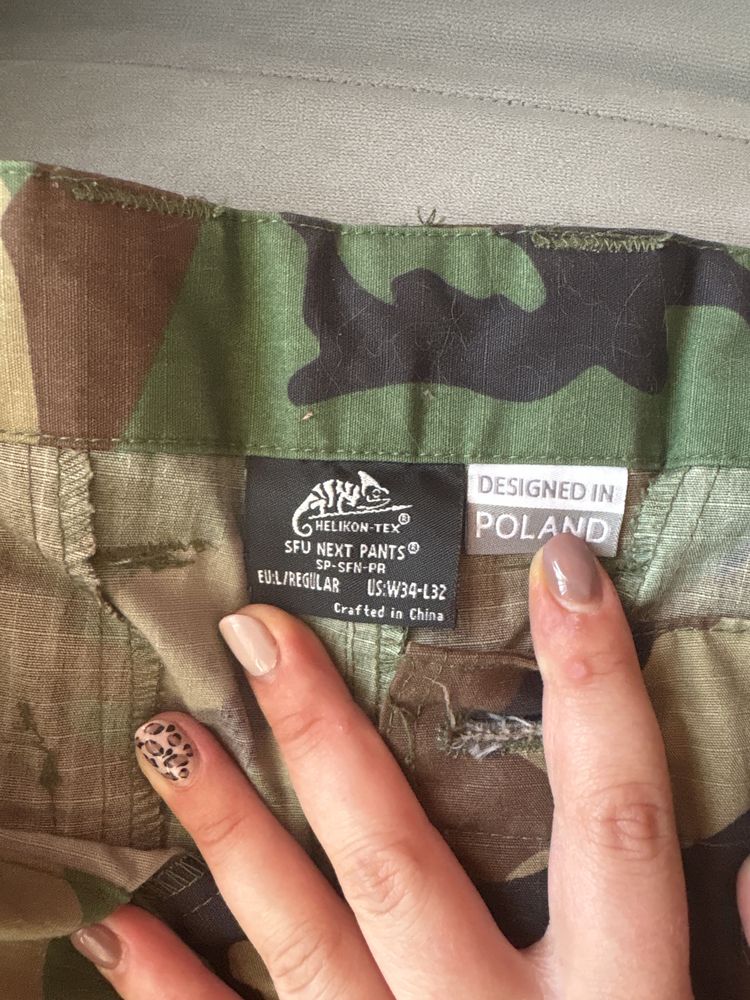 HELIKON-TEX®
SFU NEXT PANTS®
SP-SFN-PR
EU:L/REGULAR US:W34-L32
Crafted in China
DESIGNED IN
POLAND